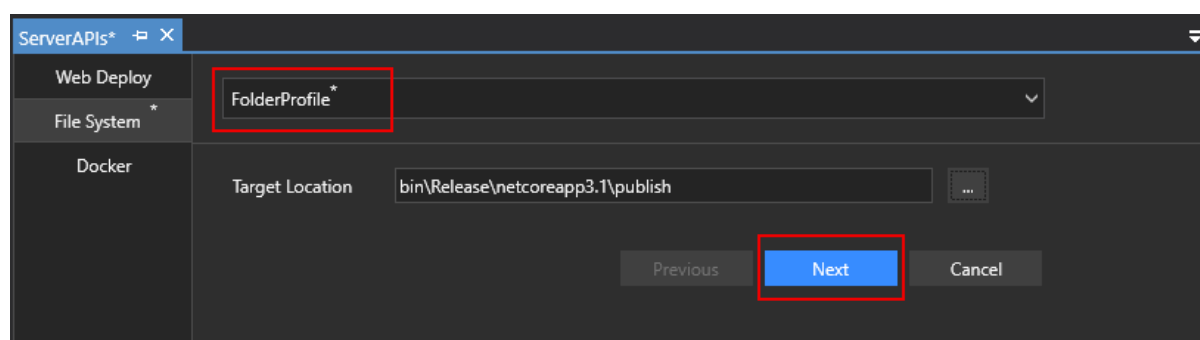 ServerAPIs*
Web Deploy
File System *
Docker
FolderProfile*
Target Location bin\Release\netcoreapp3.1\publish ...
Previous Next Cancel